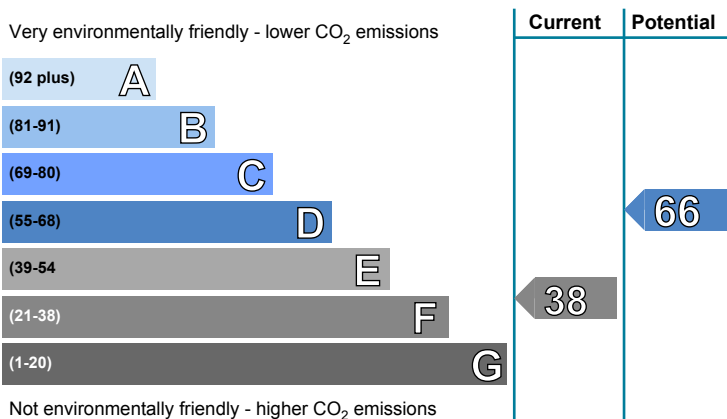 Very environmentally friendly - lower CO2 emissions
Current
Potential
(92 plus) A
(81-91) B
(69-80) C
(55-68) D
66
(39-54 E
(21-38) F
38
(1-20) G
Not environmentally friendly - higher CO2 emissions